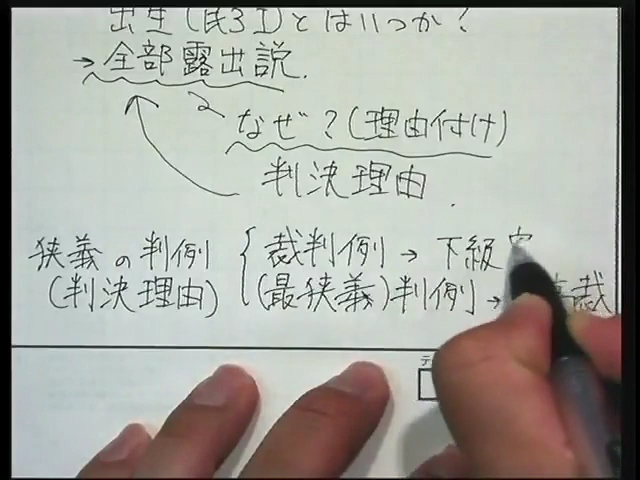 出生(民3I)とはいつか?
→全部露出説.
なぜ?(理由付け)
判決理由.
狭義の判例 裁判例→下級
(判決理由) (最狭義)判例→高裁